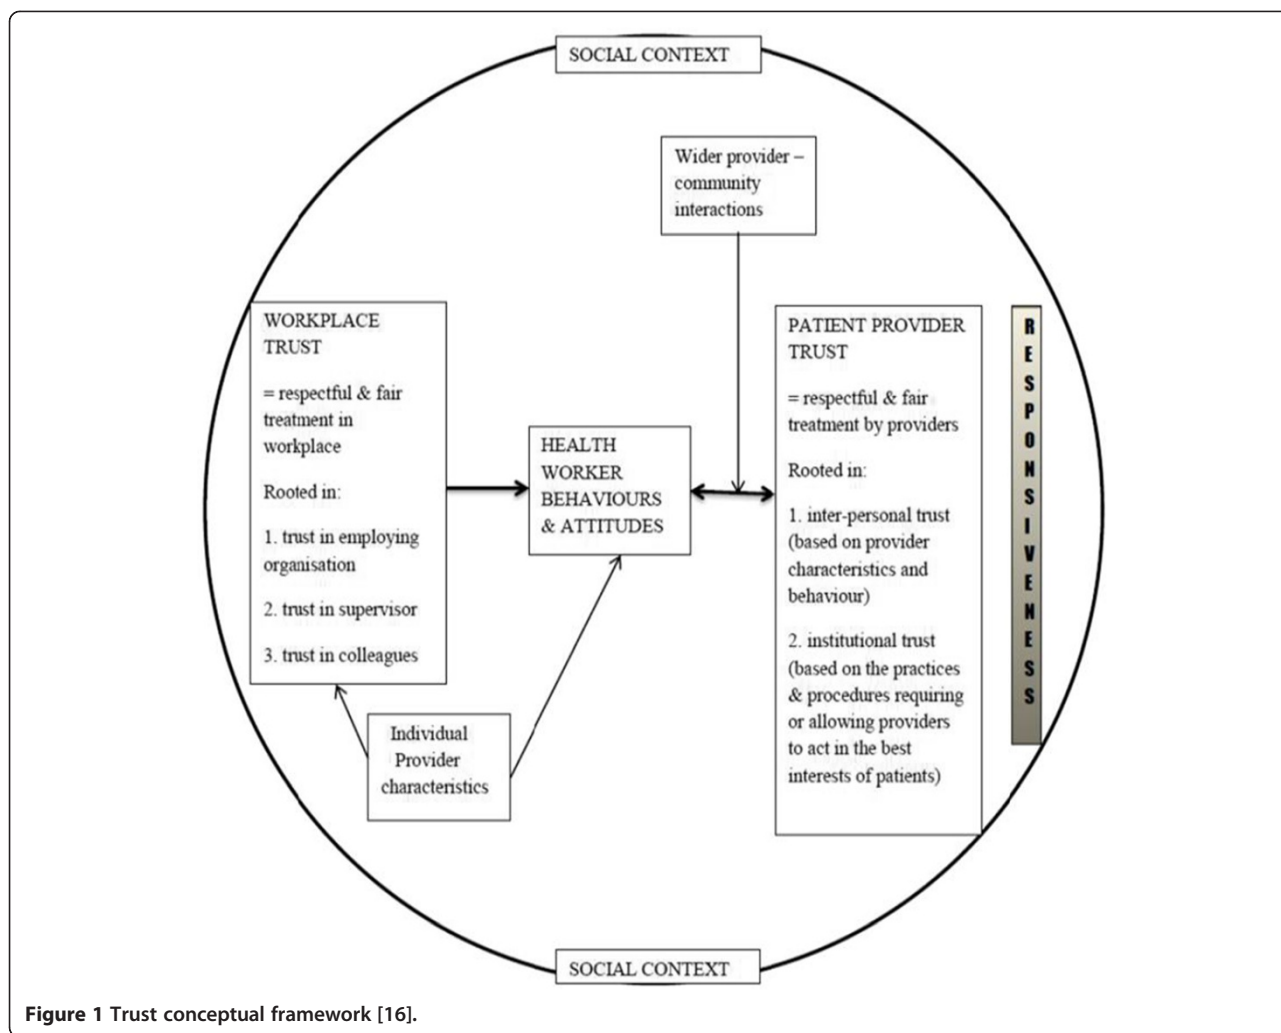 SOCIAL CONTEXT
Wider provider –
community
interactions
WORKPLACE
TRUST
= respectful & fair
treatment in
workplace
Rooted in:
1. trust in employing
organisation
2. trust in supervisor
3. trust in colleagues
HEALTH
WORKER
BEHAVIOURS
& ATTITUDES
Individual
Provider
characteristics
PATIENT PROVIDER
TRUST
= respectful & fair
treatment by providers
Rooted in:
1. inter-personal trust
(based on provider
characteristics and
behaviour)
2. institutional trust
(based on the practices
& procedures requiring
or allowing providers
to act in the best
interests of patients)
RESPONSIVENESS
SOCIAL CONTEXT
Figure 1 Trust conceptual framework [16].